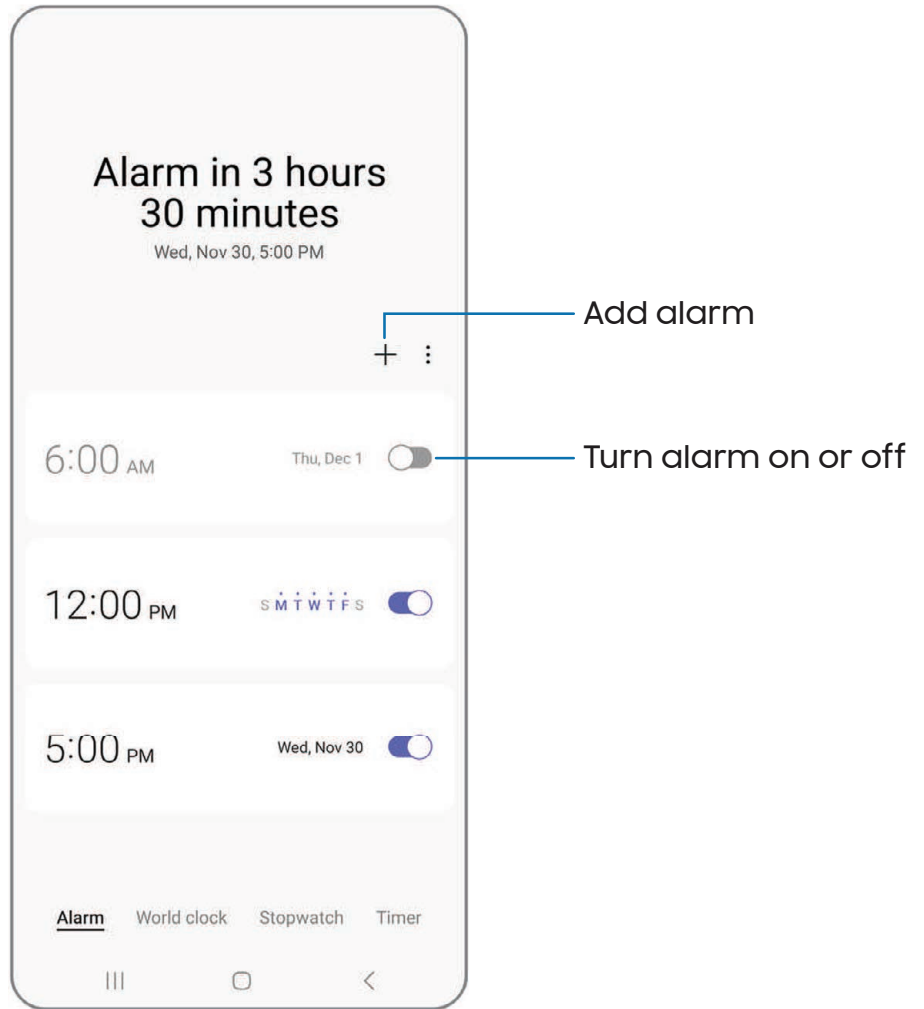 Alarm in 3 hours
30 minutes
Wed, Nov 30, 5:00 PM
Add alarm
6:00 AM Thu, Dec 1
Turn alarm on or off
12:00 PM S M T W T F S
5:00 PM Wed, Nov 30
Alarm World clock Stopwatch Timer